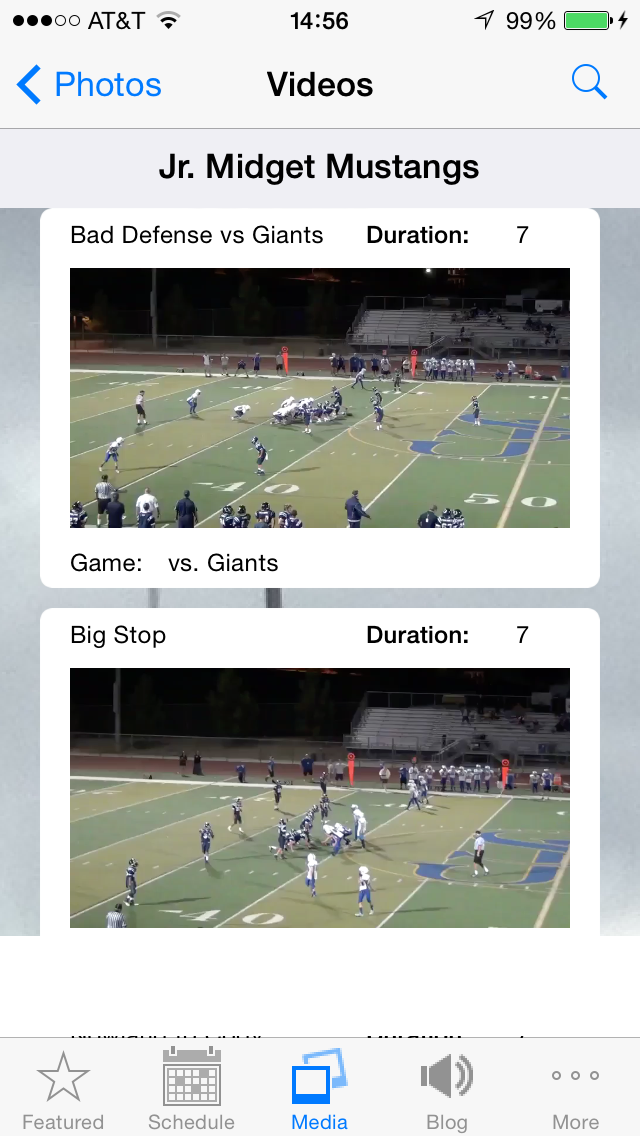 AT&T 14:56 99%
Photos Videos
Jr. Midget Mustangs
Bad Defense vs Giants Duration: 7
40
50
Game: vs. Giants
Big Stop Duration: 7
40
Featured Schedule Media Blog More